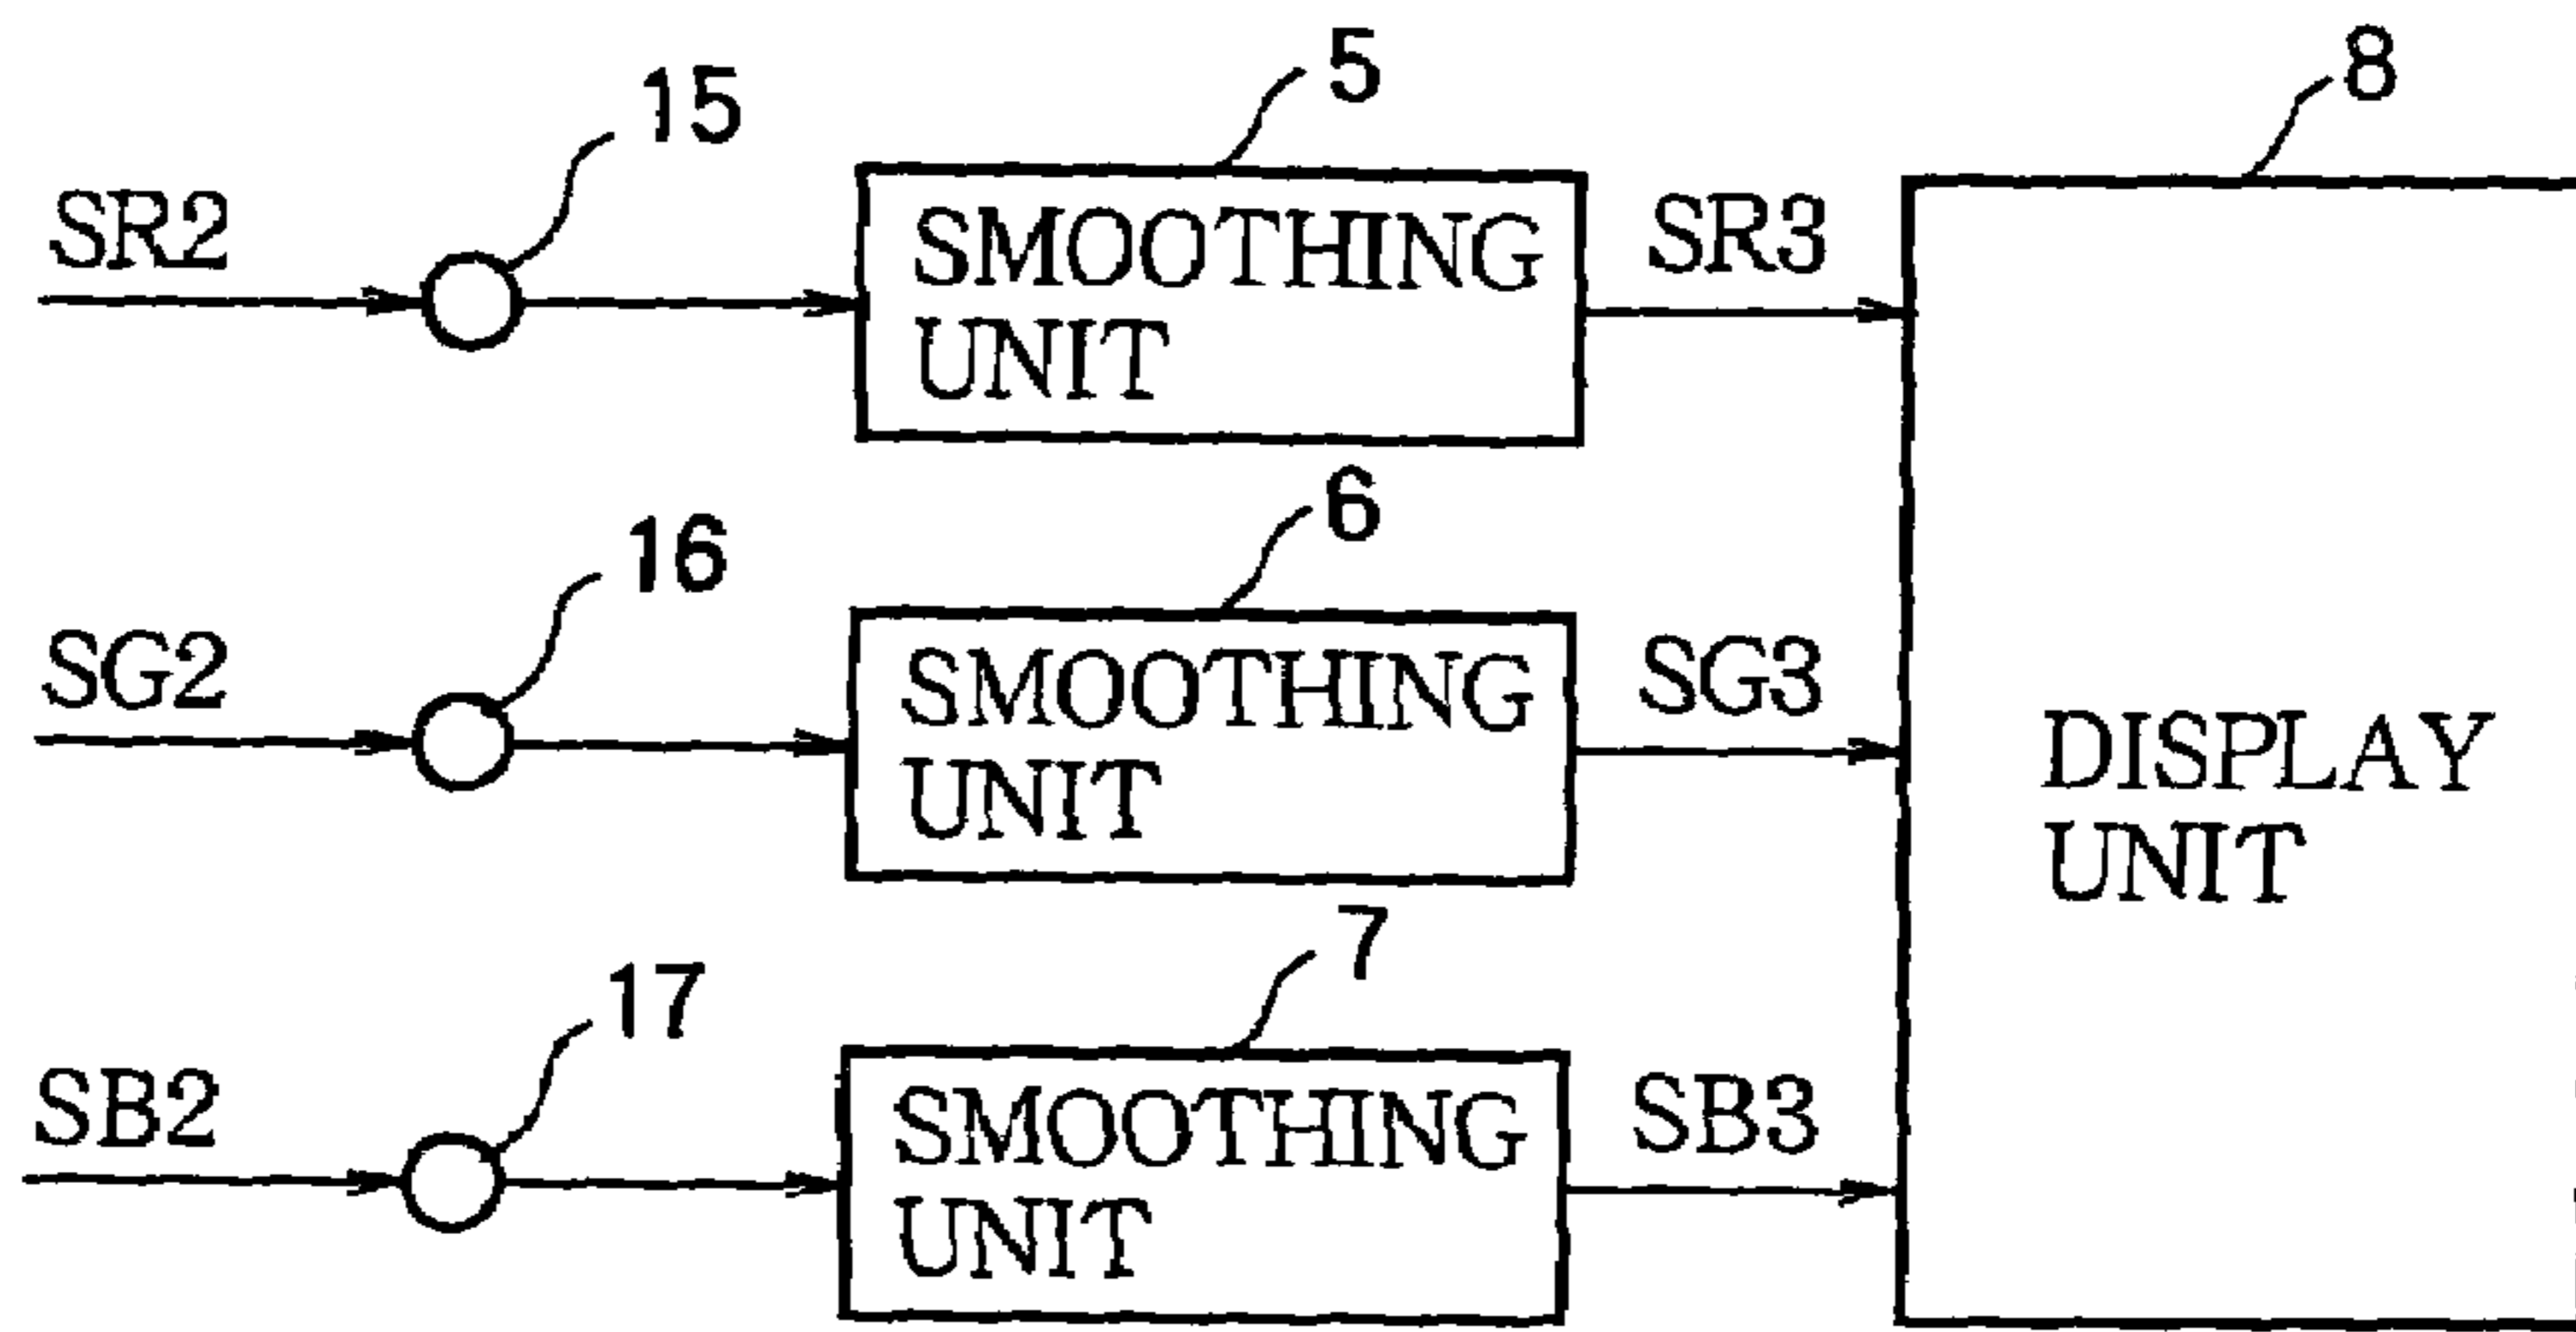 15
5
8
SR2
SMOOTHING
UNIT
SR3
16
6
SG2
SMOOTHING
UNIT
SG3
DISPLAY
UNIT
17
7
SB2
SMOOTHING
UNIT
SB3